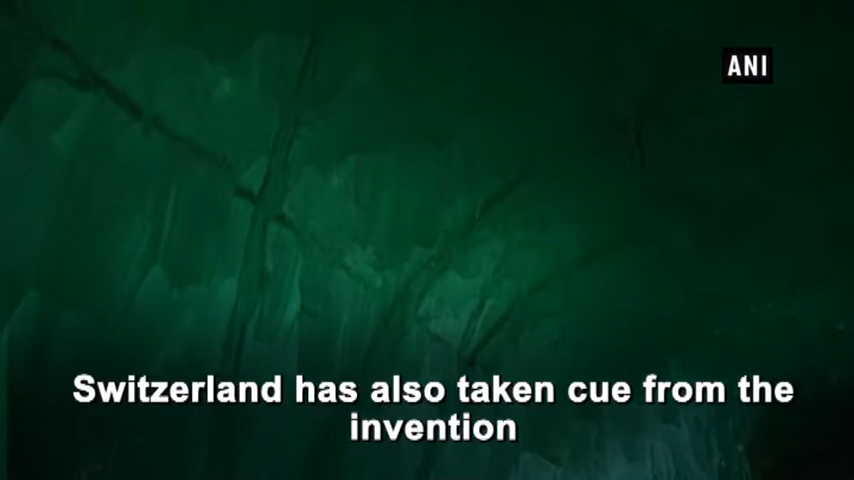 ANI
Switzerland has also taken cue from the
invention